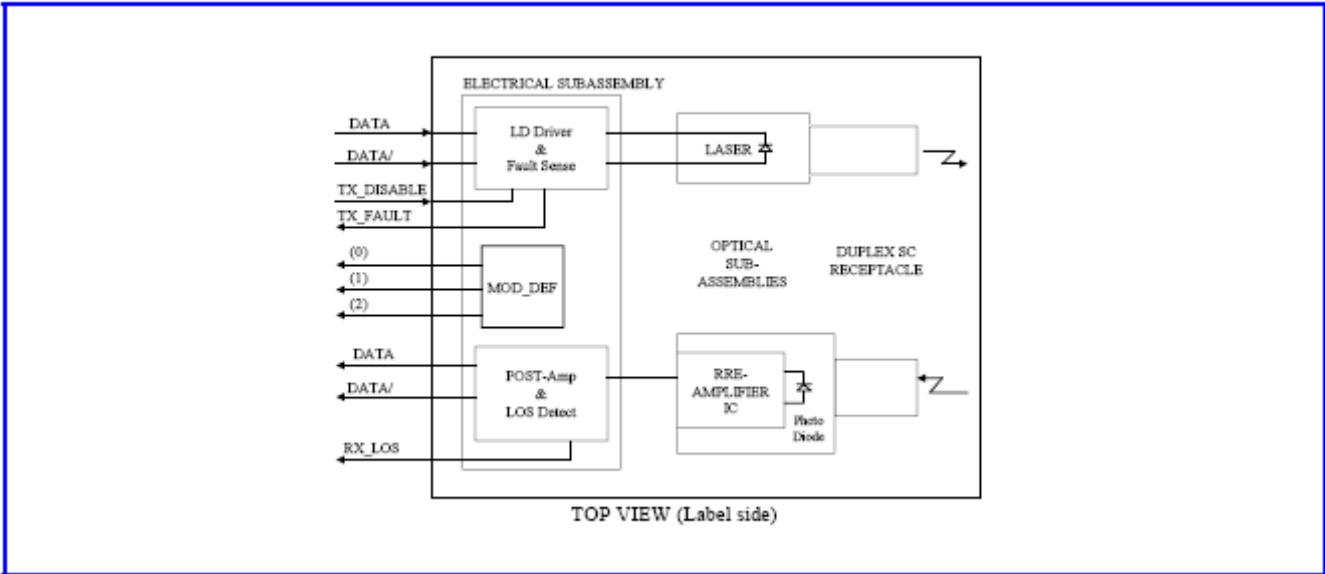 ELECTRICAL SUBASSEMBLY
DATA
DATA/
TX_DISABLE
TX_FAULT
LD Driver
&
Fault Sense
LASER
(0)
(1)
(2)
MOD_DEF
OPTICAL
SUB-
ASSEMBLIES
DUPLEX SC
RECEPTACLE
DATA
DATA/
RX_LOS
POST-Amp
&
LOS Detect
RRE-
AMPLIFIER
IC
Photo
Diode
TOP VIEW (Label side)